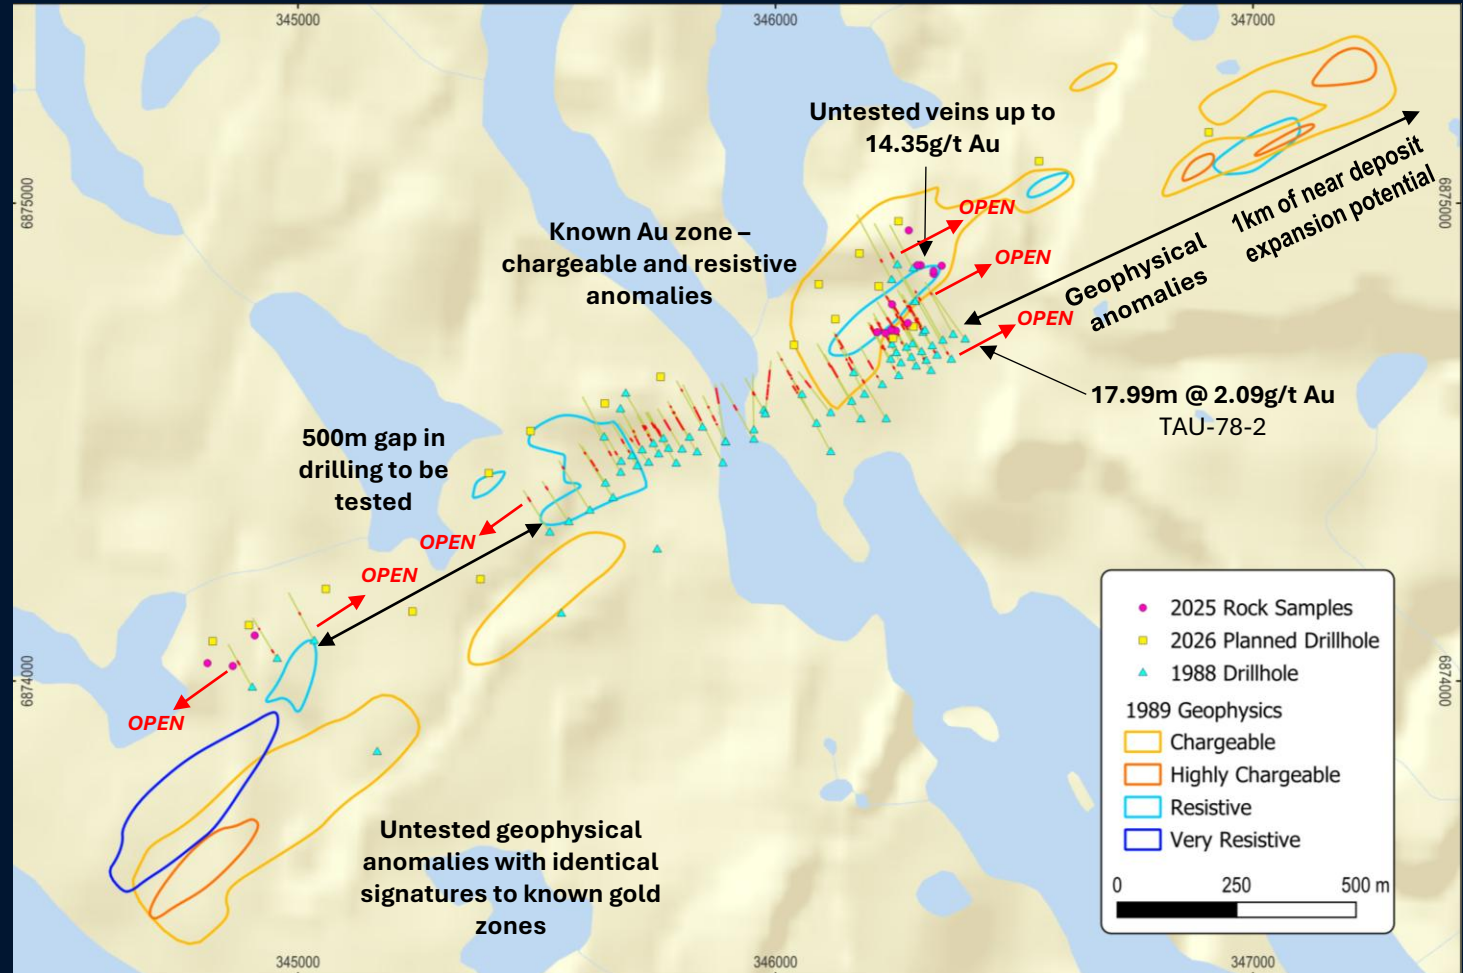 345000
346000
347000
Untested veins up to
14.35g/t Au
1km of near deposit
expansion potential
6875000
6875000
OPEN
Known Au zone –
chargeable and resistive
anomalies
OPEN
Geophysical
anomalies
OPEN
17.99m @ 2.09g/t Au
TAU-78-2
500m gap in
drilling to be
tested
OPEN
OPEN
OPEN
6874000
6874000
2025 Rock Samples
2026 Planned Drillhole
1988 Drillhole
1989 Geophysics
Chargeable
Highly Chargeable
Resistive
Very Resistive
0 250 500 m
Untested geophysical
anomalies with identical
signatures to known gold
zones
345000
346000
347000